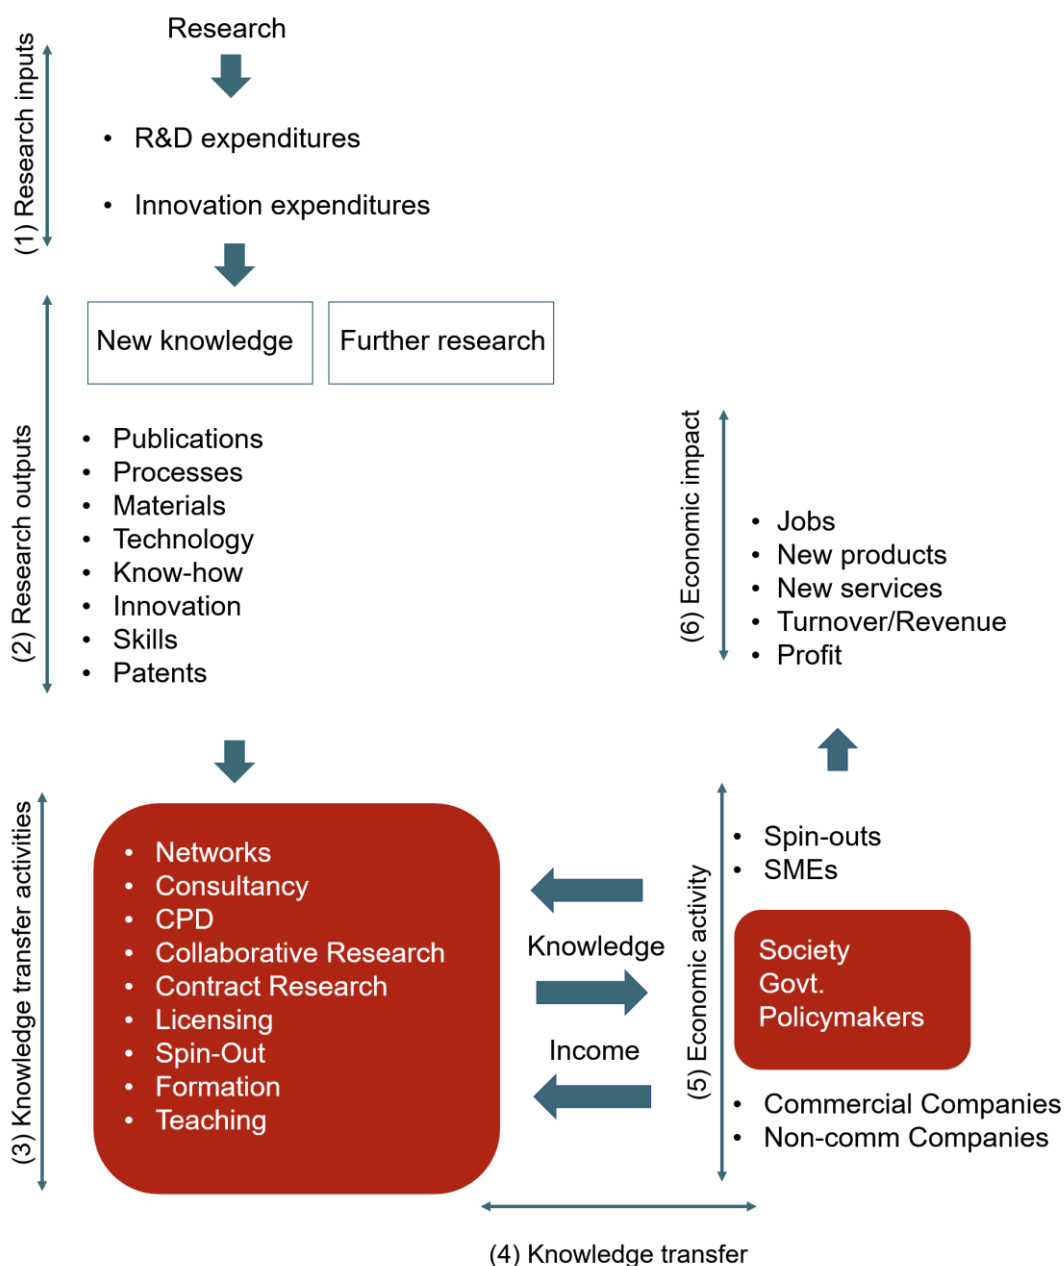 Research
(1) Research inputs
• R&D expenditures
• Innovation expenditures
(2) Research outputs
New knowledge
Further research
• Publications
• Processes
• Materials
• Technology
• Know-how
• Innovation
• Skills
• Patents
(3) Knowledge transfer activities
• Networks
• Consultancy
• CPD
• Collaborative Research
• Contract Research
• Licensing
• Spin-Out
• Formation
• Teaching
Knowledge
Income
(4) Knowledge transfer
(5) Economic activity
• Spin-outs
• SMEs
Society
Govt.
Policymakers
• Commercial Companies
• Non-comm Companies
(6) Economic impact
• Jobs
• New products
• New services
• Turnover/Revenue
• Profit